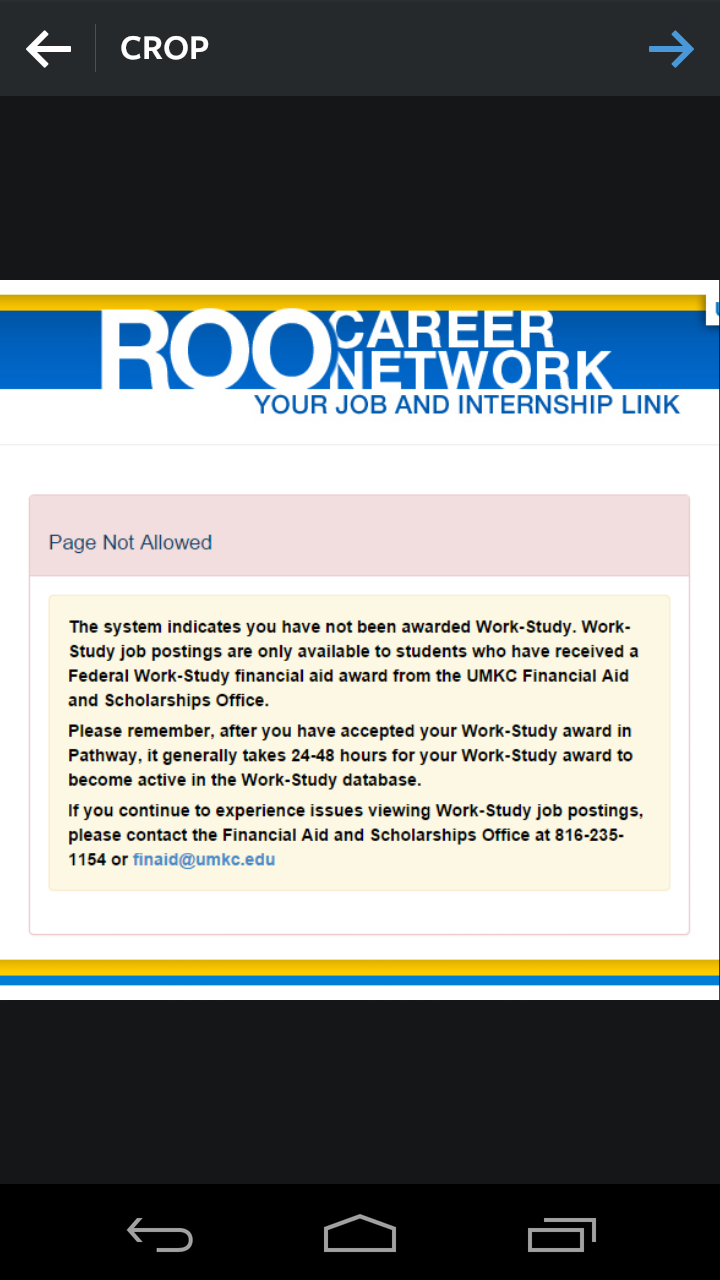 CROP
ROO CAREER
NETWORK
YOUR JOB AND INTERNSHIP LINK
Page Not Allowed
The system indicates you have not been awarded Work-Study. Work-
Study job postings are only available to students who have received a
Federal Work-Study financial aid award from the UMKC Financial Aid
and Scholarships Office.
Please remember, after you have accepted your Work-Study award in
Pathway, it generally takes 24-48 hours for your Work-Study award to
become active in the Work-Study database.
If you continue to experience issues viewing Work-Study job postings,
please contact the Financial Aid and Scholarships Office at 816-235-
1154 or finaid@umkc.edu